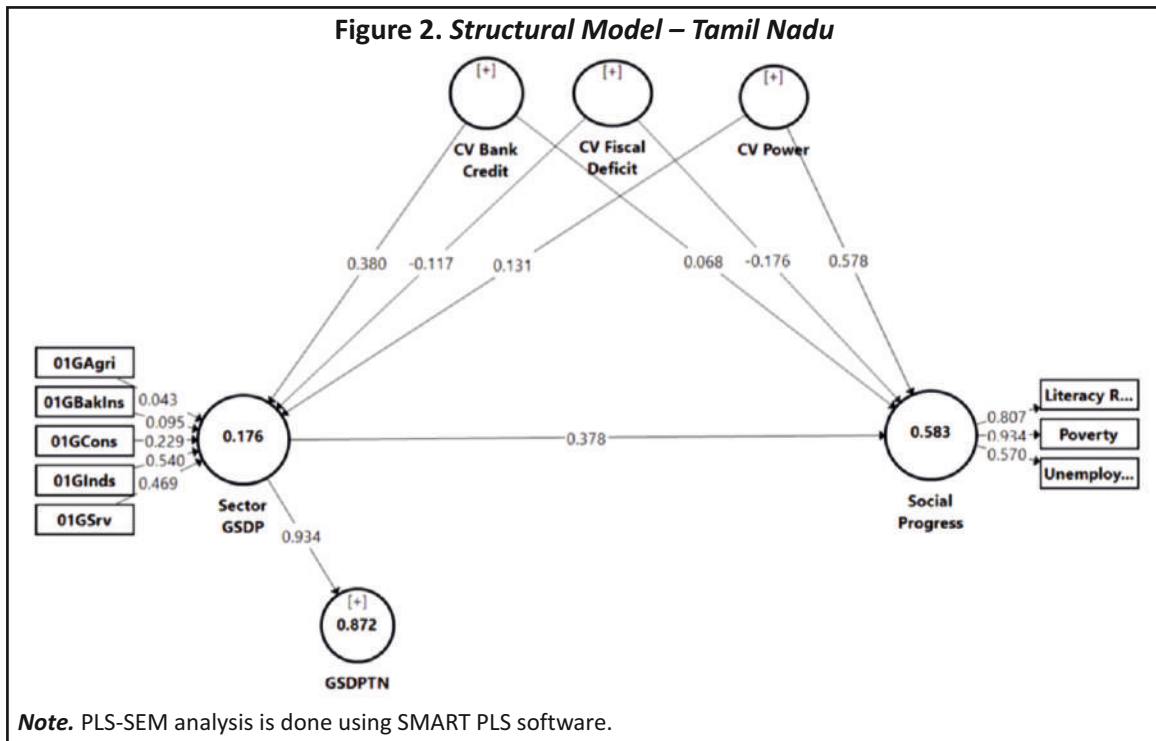 Figure 2. Structural Model – Tamil Nadu
[+]
[+]
[+]
CV Bank
Credit
CV Fiscal
Deficit
CV Power
0.380
-0.117
0.131
0.068
-0.176
0.578
01GAgri
01GBakIns
01GCons
01GInds
01GSrv
0.043
0.095
0.229
0.540
0.469
0.176
Sector
GSDP
0.378
0.583
Social
Progress
0.807
0.934
0.570
Literacy R...
Poverty
Unemploy...
0.934
[+]
0.872
GSDPTN
Note. PLS-SEM analysis is done using SMART PLS software.